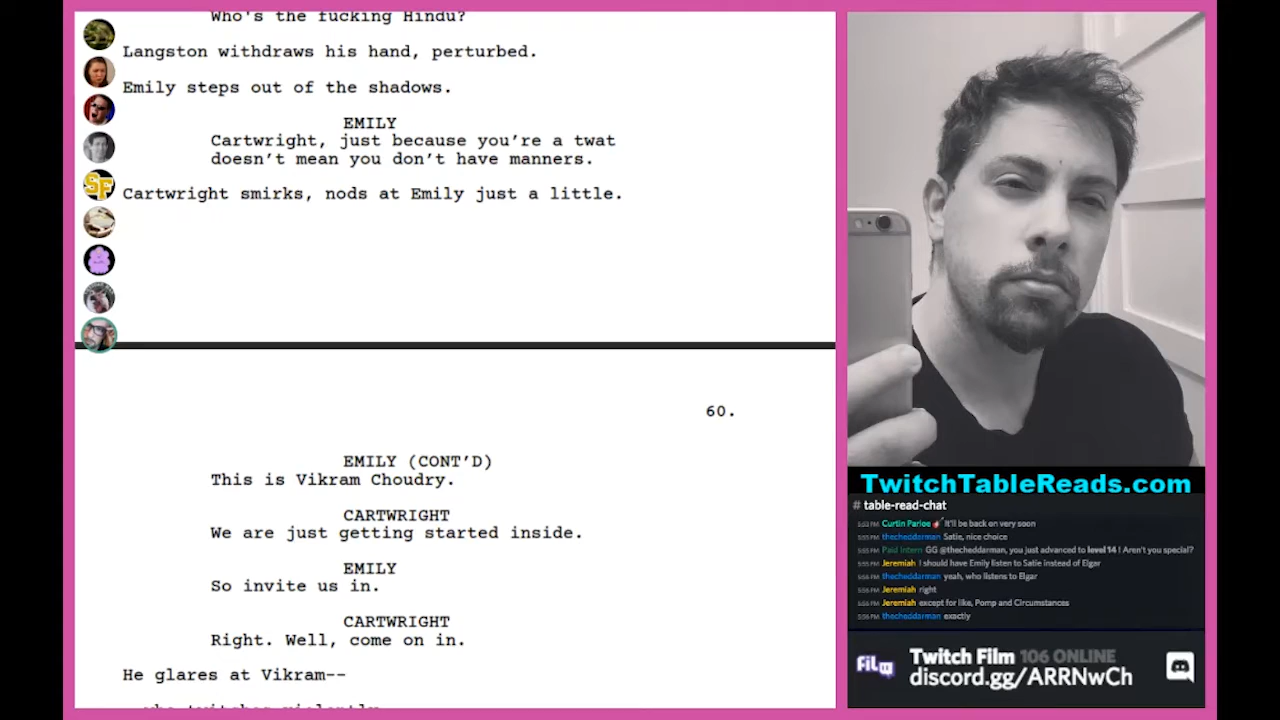 Who's the fucking Hindu?
Langston withdraws his hand, perturbed.
Emily steps out of the shadows.
EMILY
Cartwright, just because you're a twat
doesn't mean you don't have manners.
Cartwright smirks, nods at Emily just a little.
60.
EMILY (CONT'D)
This is Vikram Choudry.
CARTWRIGHT
We are just getting started inside.
EMILY
So invite us in.
CARTWRIGHT
Right. Well, come on in.
He glares at Vikram--
SF
TwitchTableReads.com
# table-read-chat
Curtin Parloe It'll be back on very soon
thecheddarman Satie, nice choice
Paid Intern GG @thecheddarman, you just advanced to level 14! Aren't you special?
Jeremiah I should have Emily listen to Satie instead of Elgar
thecheddarman yeah, who listens to Elgar
Jeremiah right
Jeremiah except for like, Pomp and Circumstances
thecheddarman exactly
Twitch Film 106 ONLINE
discord.gg/ARRNwCh